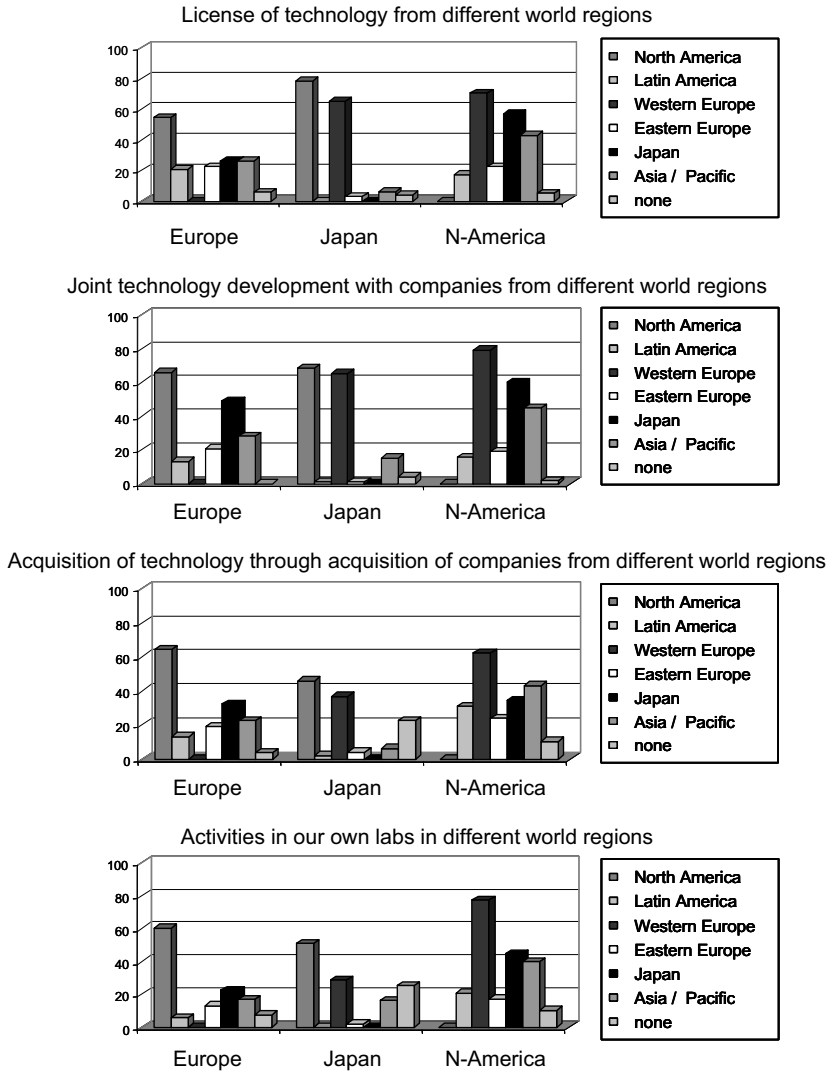 License of technology from different world regions
100
80
60
40
20
0
Europe Japan N-America
North America
Latin America
Western Europe
Eastern Europe
Japan
Asia / Pacific
none
Joint technology development with companies from different world regions
100
80
60
40
20
0
Europe Japan N-America
North America
Latin America
Western Europe
Eastern Europe
Japan
Asia / Pacific
none
Acquisition of technology through acquisition of companies from different world regions
100
80
60
40
20
0
Europe Japan N-America
North America
Latin America
Western Europe
Eastern Europe
Japan
Asia / Pacific
none
Activities in our own labs in different world regions
100
80
60
40
20
0
Europe Japan N-America
North America
Latin America
Western Europe
Eastern Europe
Japan
Asia / Pacific
none